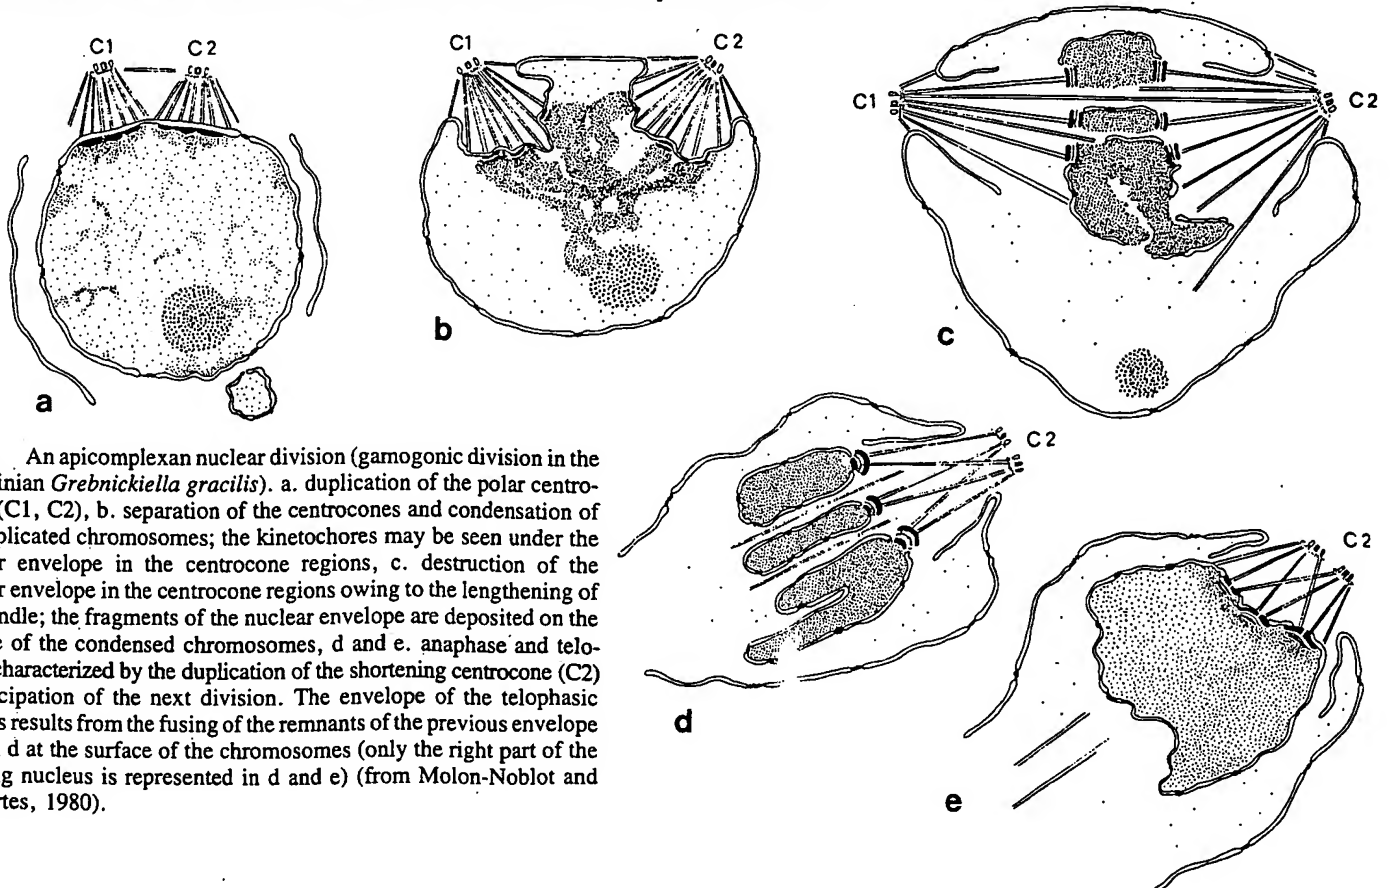 C1 C2
C1 C2
C1 C2
a
b
c
An apicomplexan nuclear division (gamogonic division in the
inian Grebnickiella gracilis). a. duplication of the polar centro-
(C1, C2), b. separation of the centrocones and condensation of
plicated chromosomes; the kinetochores may be seen under the
r envelope in the centrocone regions, c. destruction of the
r envelope in the centrocone regions owing to the lengthening of
ndle; the fragments of the nuclear envelope are deposited on the
e of the condensed chromosomes, d and e. anaphase and telo-
characterized by the duplication of the shortening centrocone (C2)
cipation of the next division. The envelope of the telophasic
s results from the fusing of the remnants of the previous envelope
d at the surface of the chromosomes (only the right part of the
g nucleus is represented in d and e) (from Molon-Noblot and
rtes, 1980).
C2
d
C2
e